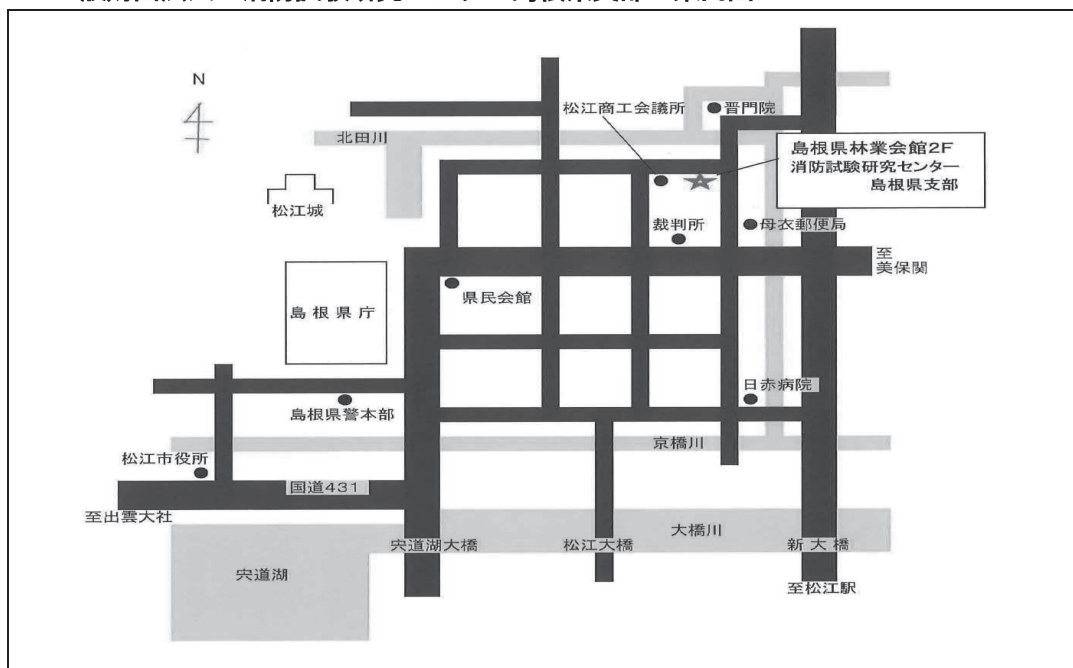 N
松江商工会議所
晋門院
北田川
島根県林業会館2F
消防試験研究センター
島根県支部
松江城
裁判所
母衣郵便局
至
美保関
県民会館
島根県庁
日赤病院
島根県警本部
京橋川
松江市役所
国道431
至出雲大社
大橋川
宍道湖大橋
松江大橋
新大橋
宍道湖
至松江駅